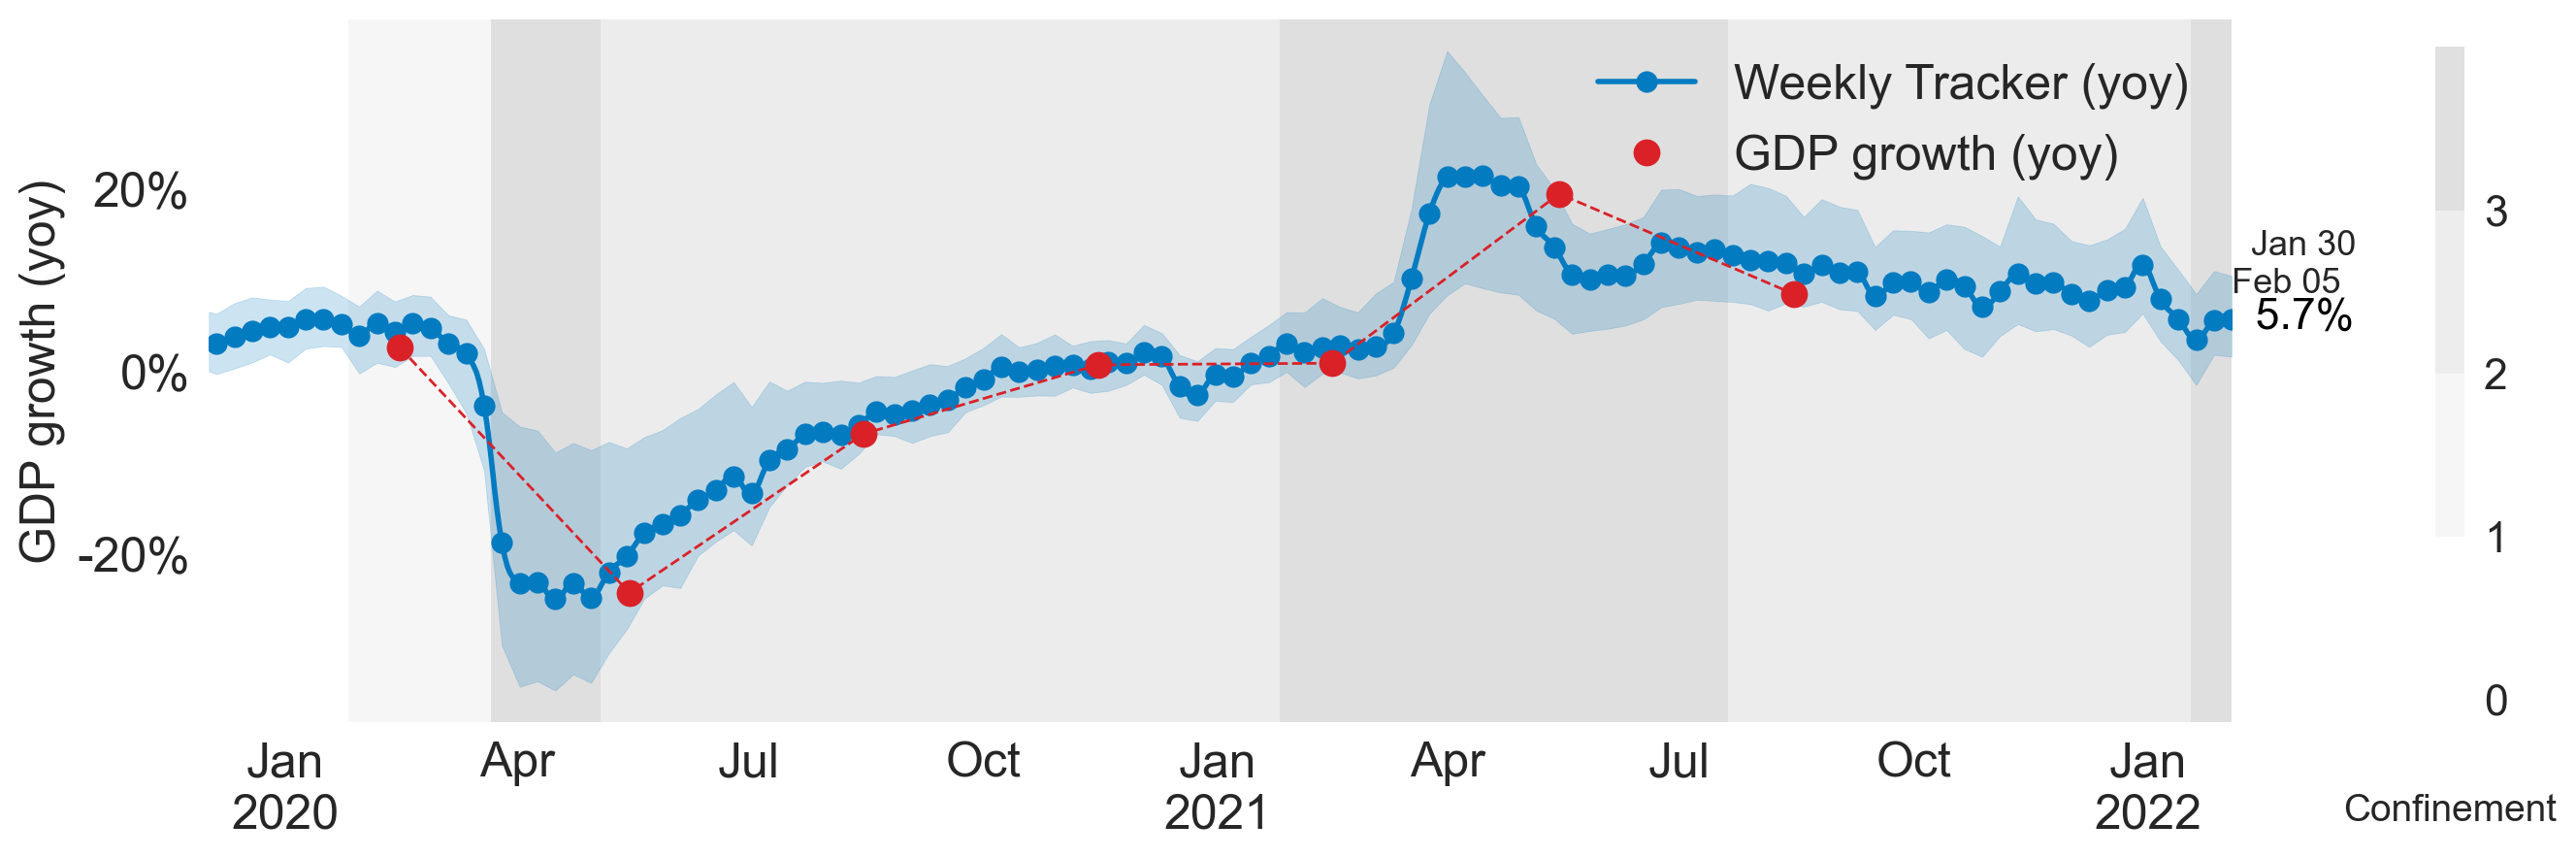 GDP growth (yoy)
20%
0%
-20%
Weekly Tracker (yoy)
GDP growth (yoy)
Jan 30
Feb 05
5.7%
3
2
1
0
Confinement
Jan Apr Jul Oct Jan Apr Jul Oct Jan
2020 2021 2022